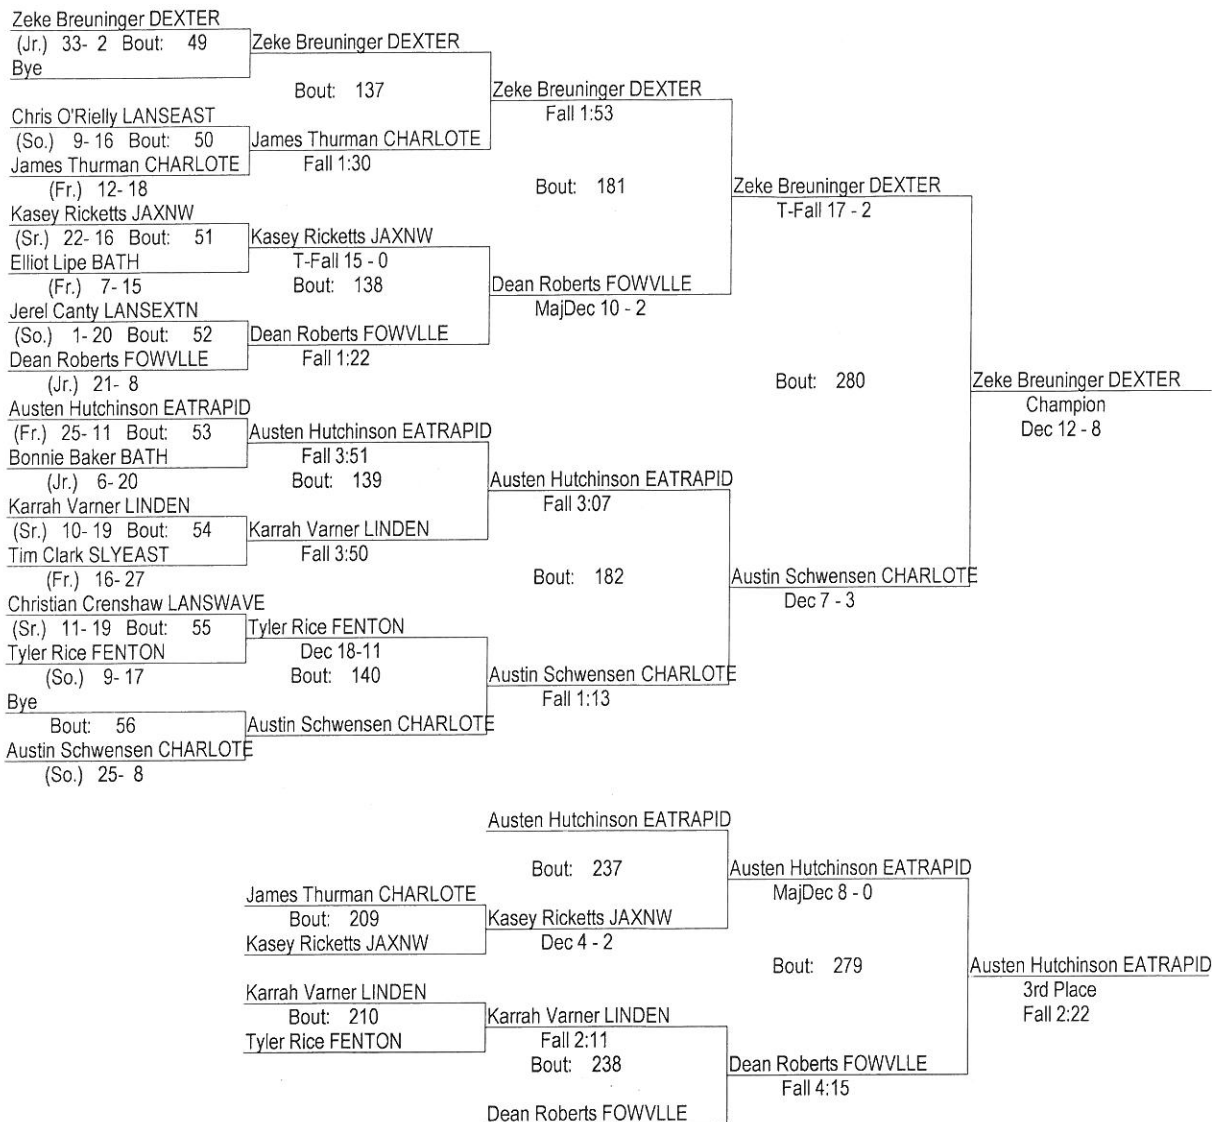 Zeke Breuninger DEXTER
(Jr.) 33- 2 Bout: 49
Bye
Zeke Breuninger DEXTER
Bout: 137
Chris O'Rielly LANSEAST
(So.) 9- 16 Bout: 50
James Thurman CHARLOTE
(Fr.) 12- 18
James Thurman CHARLOTE
Fall 1:30
Zeke Breuninger DEXTER
Fall 1:53
Bout: 181
Kasey Ricketts JAXNW
(Sr.) 22- 16 Bout: 51
Elliot Lipe BATH
(Fr.) 7- 15
Kasey Ricketts JAXNW
T-Fall 15 - 0
Bout: 138
Jerel Canty LANSEXTN
(So.) 1- 20 Bout: 52
Dean Roberts FOWVLLE
(Jr.) 21- 8
Dean Roberts FOWVLLE
Fall 1:22
Dean Roberts FOWVLLE
MajDec 10 - 2
Zeke Breuninger DEXTER
T-Fall 17 - 2
Bout: 280
Austen Hutchinson EATRAPID
(Fr.) 25- 11 Bout: 53
Bonnie Baker BATH
(Jr.) 6- 20
Austen Hutchinson EATRAPID
Fall 3:51
Bout: 139
Karrah Varner LINDEN
(Sr.) 10- 19 Bout: 54
Tim Clark SLYEAST
(Fr.) 16- 27
Karrah Varner LINDEN
Fall 3:50
Austen Hutchinson EATRAPID
Fall 3:07
Bout: 182
Christian Crenshaw LANSWAVE
(Sr.) 11- 19 Bout: 55
Tyler Rice FENTON
(So.) 9- 17
Tyler Rice FENTON
Dec 18-11
Bout: 140
Bye
Bout: 56
Austin Schwensen CHARLOTE
(So.) 25- 8
Austin Schwensen CHARLOTE
Austin Schwensen CHARLOTE
Fall 1:13
Austin Schwensen CHARLOTE
Dec 7 - 3
Zeke Breuninger DEXTER
Champion
Dec 12 - 8
Austen Hutchinson EATRAPID
Bout: 237
James Thurman CHARLOTE
Bout: 209
Kasey Ricketts JAXNW
Kasey Ricketts JAXNW
Dec 4 - 2
Austen Hutchinson EATRAPID
MajDec 8 - 0
Bout: 279
Karrah Varner LINDEN
Bout: 210
Tyler Rice FENTON
Karrah Varner LINDEN
Fall 2:11
Bout: 238
Dean Roberts FOWVLLE
Dean Roberts FOWVLLE
Fall 4:15
Austen Hutchinson EATRAPID
3rd Place
Fall 2:22